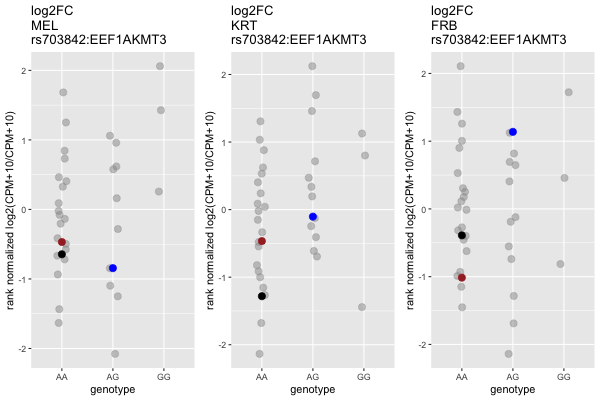 log2FC
MEL
rs703842:EEF1AKMT3
rank normalized log2(CPM+10/CPM+10)
2
1
0
-1
-2
AA
AG
GG
genotype
log2FC
KRT
rs703842:EEF1AKMT3
rank normalized log2(CPM+10/CPM+10)
2
1
0
-1
-2
AA
AG
GG
genotype
log2FC
FRB
rs703842:EEF1AKMT3
rank normalized log2(CPM+10/CPM+10)
2
1
0
-1
-2
AA
AG
GG
genotype